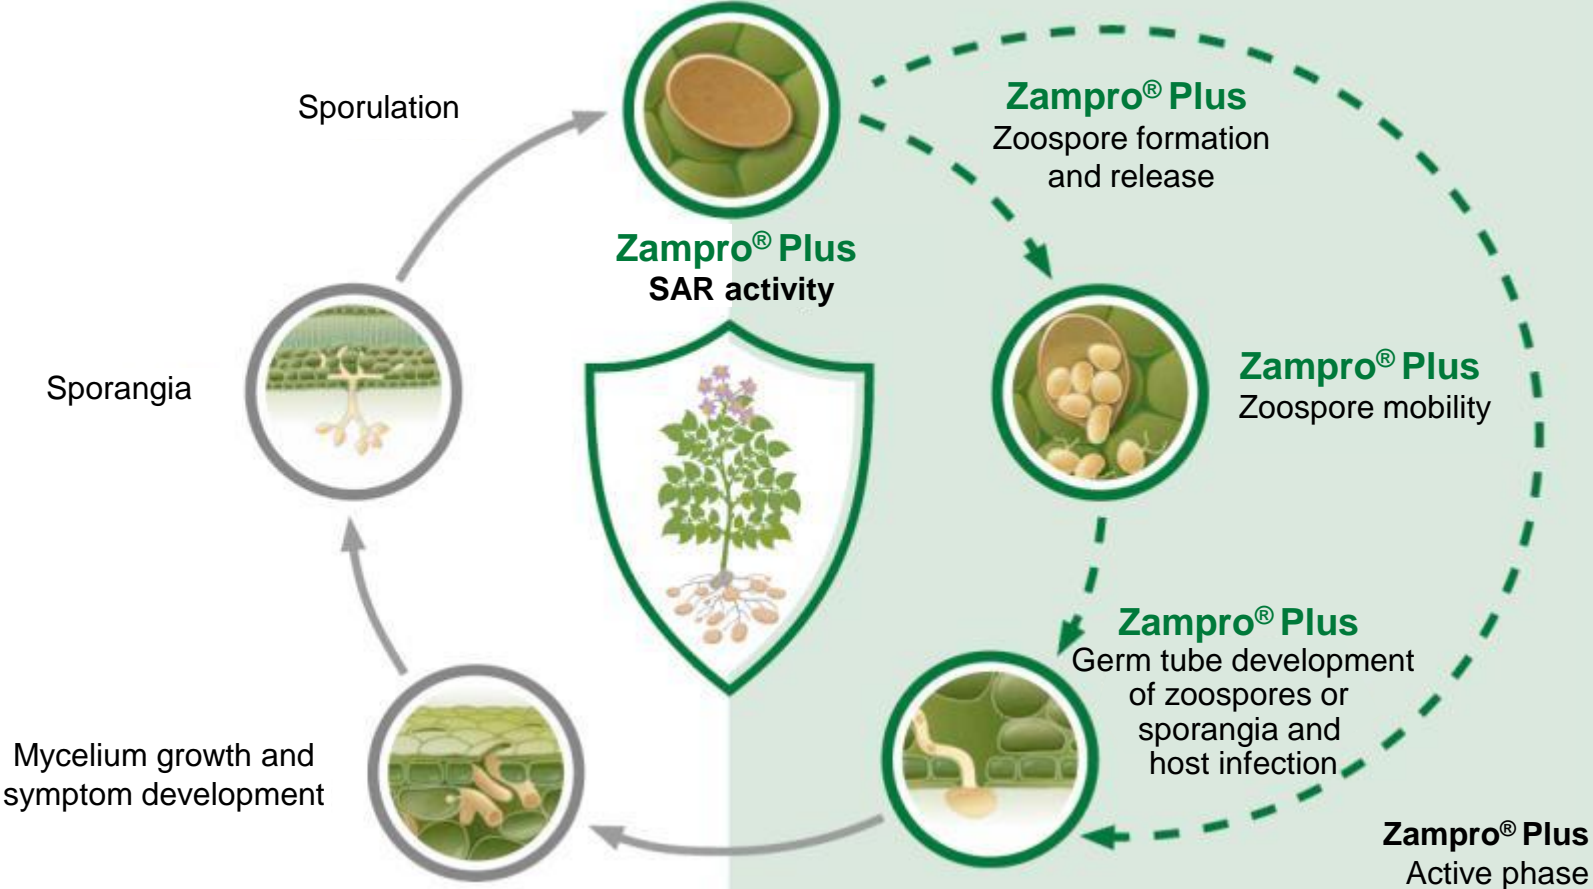 Sporulation
Zampro® Plus
Zoospore formation
and release
Zampro® Plus
SAR activity
Sporangia
Zampro® Plus
Zoospore mobility
Zampro® Plus
Germ tube development
of zoospores or
sporangia and
host infection
Mycelium growth and
symptom development
Zampro® Plus
Active phase